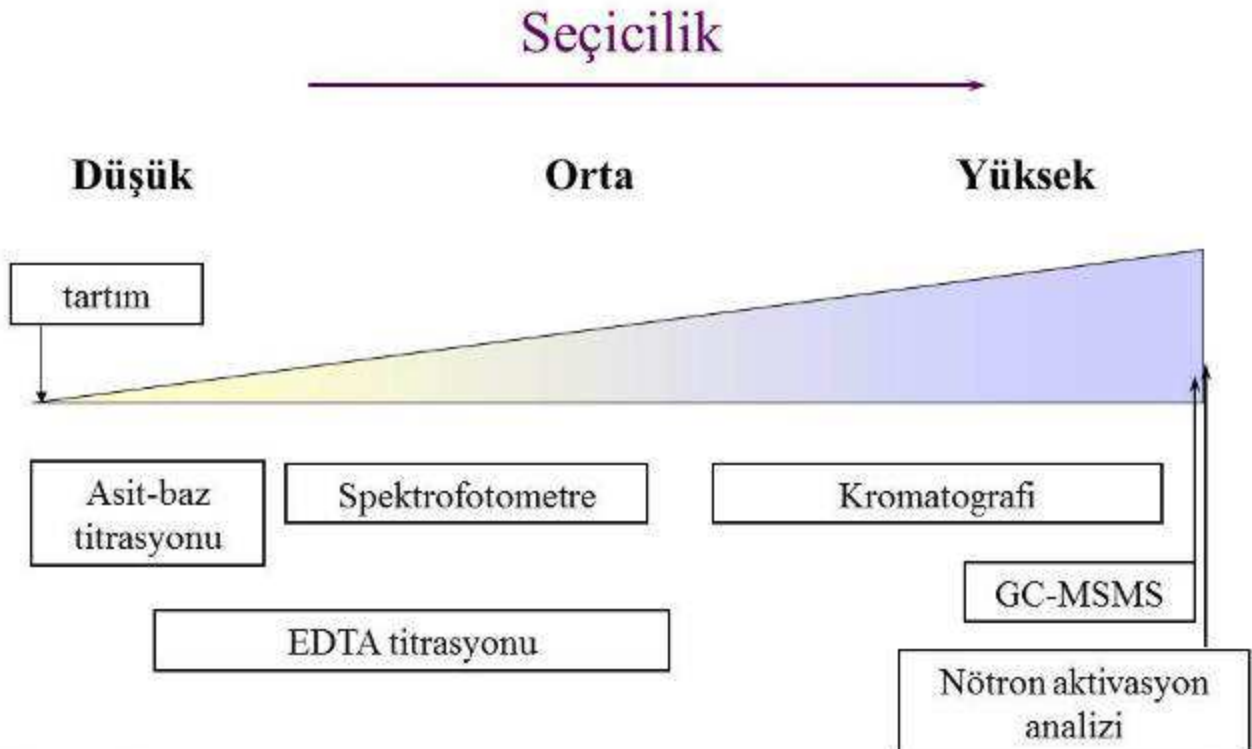 Seçicilik
Düşük
Orta
Yüksek
tartım
Asit-baz
titrasyonu
Spektrofotometre
Kromatografi
GC-MSMS
EDTA titrasyonu
Nötron aktivasyon
analizi